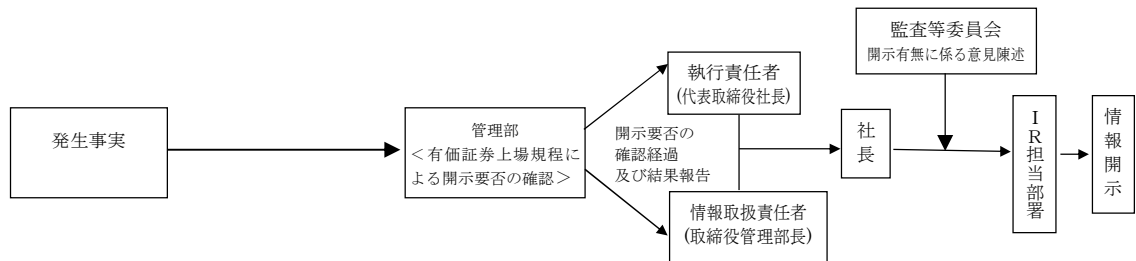 発生事実
管理部
＜有価証券上場規程に
よる開示要否の確認＞
執行責任者
(代表取締役社長)
開示要否の
確認経過
及び結果報告
情報取扱責任者
(取締役管理部長)
社長
監査等委員会
開示有無に係る意見陳述
ＩＲ担当部署
情報開示